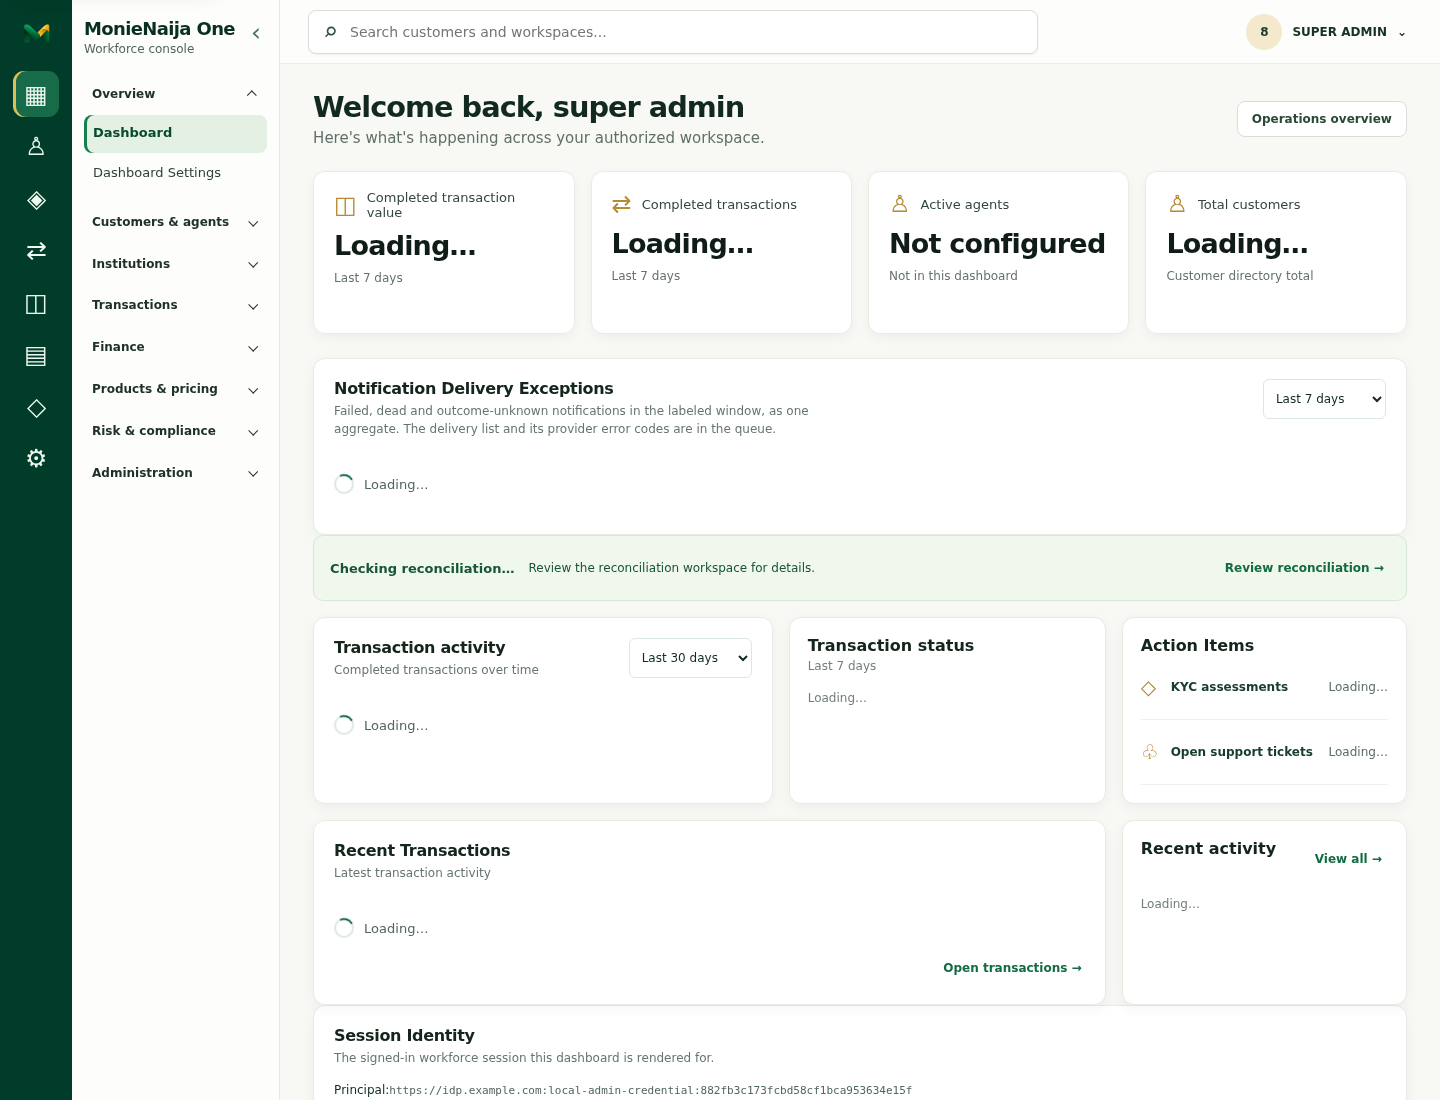 MonieNaija One
Workforce console
Search customers and workspaces...
8 SUPER ADMIN
Overview
Dashboard
Dashboard Settings
Customers & agents
Institutions
Transactions
Finance
Products & pricing
Risk & compliance
Administration
Welcome back, super admin
Here's what's happening across your authorized workspace.
Operations overview
Completed transaction
value
Loading...
Last 7 days
Completed transactions
Loading...
Last 7 days
Active agents
Not configured
Not in this dashboard
Total customers
Loading...
Customer directory total
Notification Delivery Exceptions
Failed, dead and outcome-unknown notifications in the labeled window, as one
aggregate. The delivery list and its provider error codes are in the queue.
Last 7 days
Loading...
Checking reconciliation... Review the reconciliation workspace for details. Review reconciliation →
Transaction activity
Completed transactions over time
Last 30 days
Loading...
Transaction status
Last 7 days
Loading...
Action Items
KYC assessments Loading...
Open support tickets Loading...
Recent Transactions
Latest transaction activity
Loading...
Open transactions →
Recent activity
View all →
Loading...
Session Identity
The signed-in workforce session this dashboard is rendered for.
Principal:https://idp.example.com:local-admin-credential:882fb3c173fcbd58cf1bca953634e15f